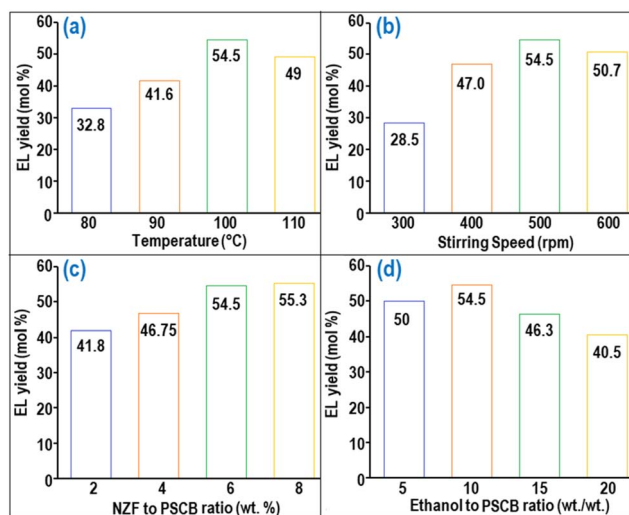 (a)
EL yield (mol %)
60
50
40
30
20
10
0
32.8
41.6
54.5
49
80 90 100 110
Temperature (°C)
(b)
EL yield (mol %)
60
50
40
30
20
10
0
28.5
47.0
54.5
50.7
300 400 500 600
Stirring Speed (rpm)
(c)
EL yield (mol %)
60
50
40
30
20
10
0
41.8
46.75
54.5
55.3
2 4 6 8
NZF to PSCB ratio (wt. %)
(d)
EL yield (mol %)
60
50
40
30
20
10
0
50
54.5
46.3
40.5
5 10 15 20
Ethanol to PSCB ratio (wt./wt.)